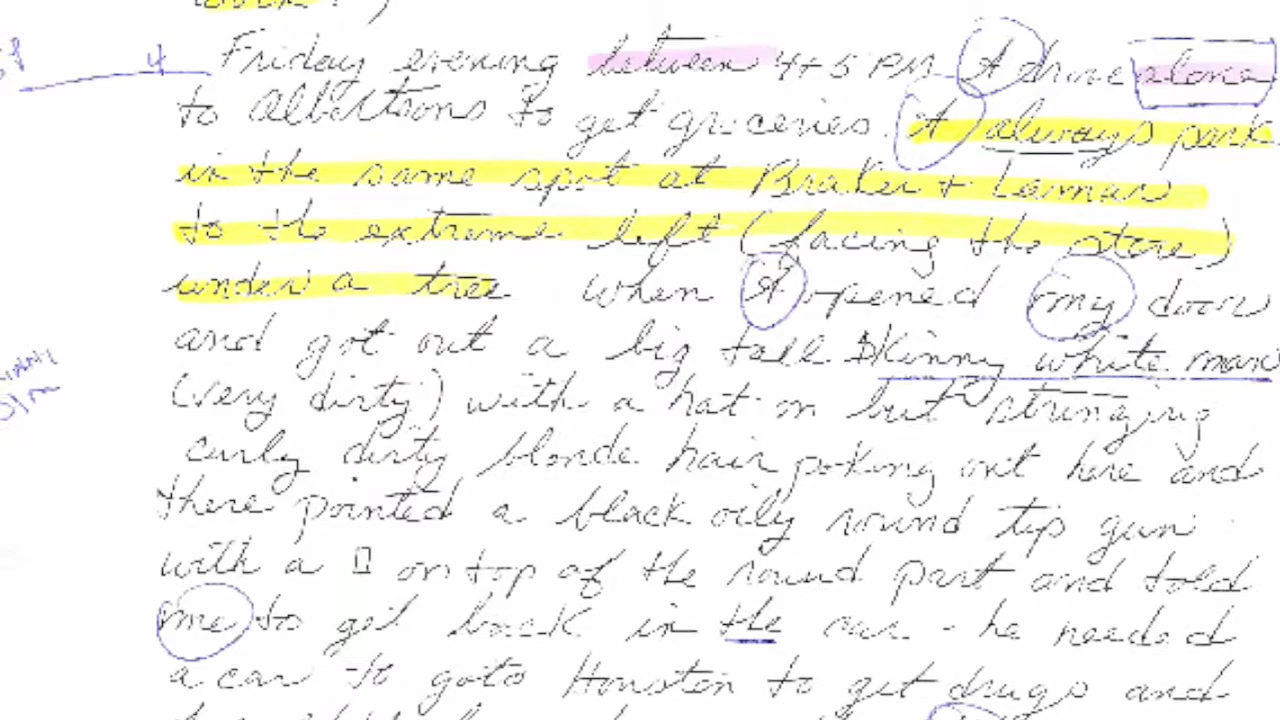 4 Friday evening between 4 + 5 PM I drove alone
to Albertsons to get groceries. I always park
in the same spot at Braker + Lamar
to the extreme left (facing the store)
under a tree when I opened my door
and got out a big tall skinny white man
(very dirty) with a hat on but stringy
curly dirty blonde hair poking out here and
there pointed a black oily round tip gun
with a on top of the round part and told
me to get back in the car - he needed
a car to go to Houston to get drugs and